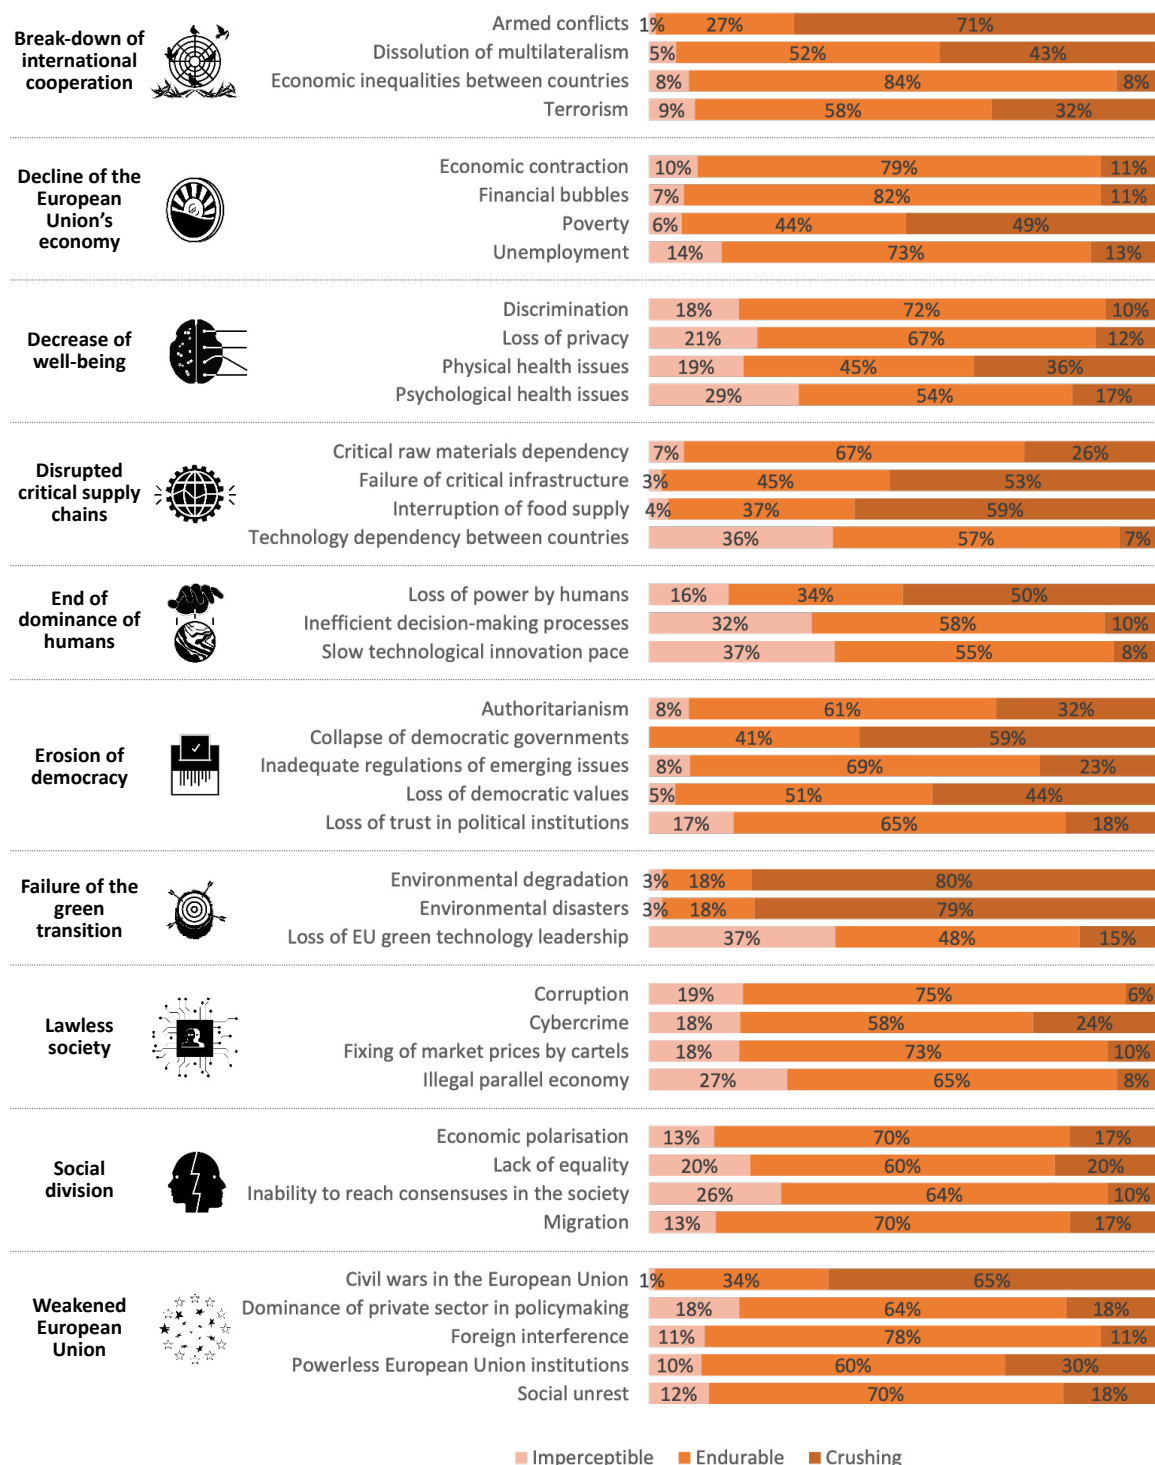 Break-down of
international
cooperation
Armed conflicts 1% 27% 71%
Dissolution of multilateralism 5% 52% 43%
Economic inequalities between countries 8% 84% 8%
Terrorism 9% 58% 32%
Decline of the
European
Union's
economy
Economic contraction 10% 79% 11%
Financial bubbles 7% 82% 11%
Poverty 6% 44% 49%
Unemployment 14% 73% 13%
Decrease of
well-being
Discrimination 18% 72% 10%
Loss of privacy 21% 67% 12%
Physical health issues 19% 45% 36%
Psychological health issues 29% 54% 17%
Disrupted
critical supply
chains
Critical raw materials dependency 7% 67% 26%
Failure of critical infrastructure 3% 45% 53%
Interruption of food supply 4% 37% 59%
Technology dependency between countries 36% 57% 7%
End of
dominance of
humans
Loss of power by humans 16% 34% 50%
Inefficient decision-making processes 32% 58% 10%
Slow technological innovation pace 37% 55% 8%
Erosion of
democracy
Authoritarianism 8% 61% 32%
Collapse of democratic governments 41% 59%
Inadequate regulations of emerging issues 8% 69% 23%
Loss of democratic values 5% 51% 44%
Loss of trust in political institutions 17% 65% 18%
Failure of the
green
transition
Environmental degradation 3% 18% 80%
Environmental disasters 3% 18% 79%
Loss of EU green technology leadership 37% 48% 15%
Lawless
society
Corruption 19% 75% 6%
Cybercrime 18% 58% 24%
Fixing of market prices by cartels 18% 73% 10%
Illegal parallel economy 27% 65% 8%
Social
division
Economic polarisation 13% 70% 17%
Lack of equality 20% 60% 20%
Inability to reach consensuses in the society 26% 64% 10%
Migration 13% 70% 17%
Weakened
European
Union
Civil wars in the European Union 1% 34% 65%
Dominance of private sector in policymaking 18% 64% 18%
Foreign interference 11% 78% 11%
Powerless European Union institutions 10% 60% 30%
Social unrest 12% 70% 18%
Imperceptible Endurable Crushing